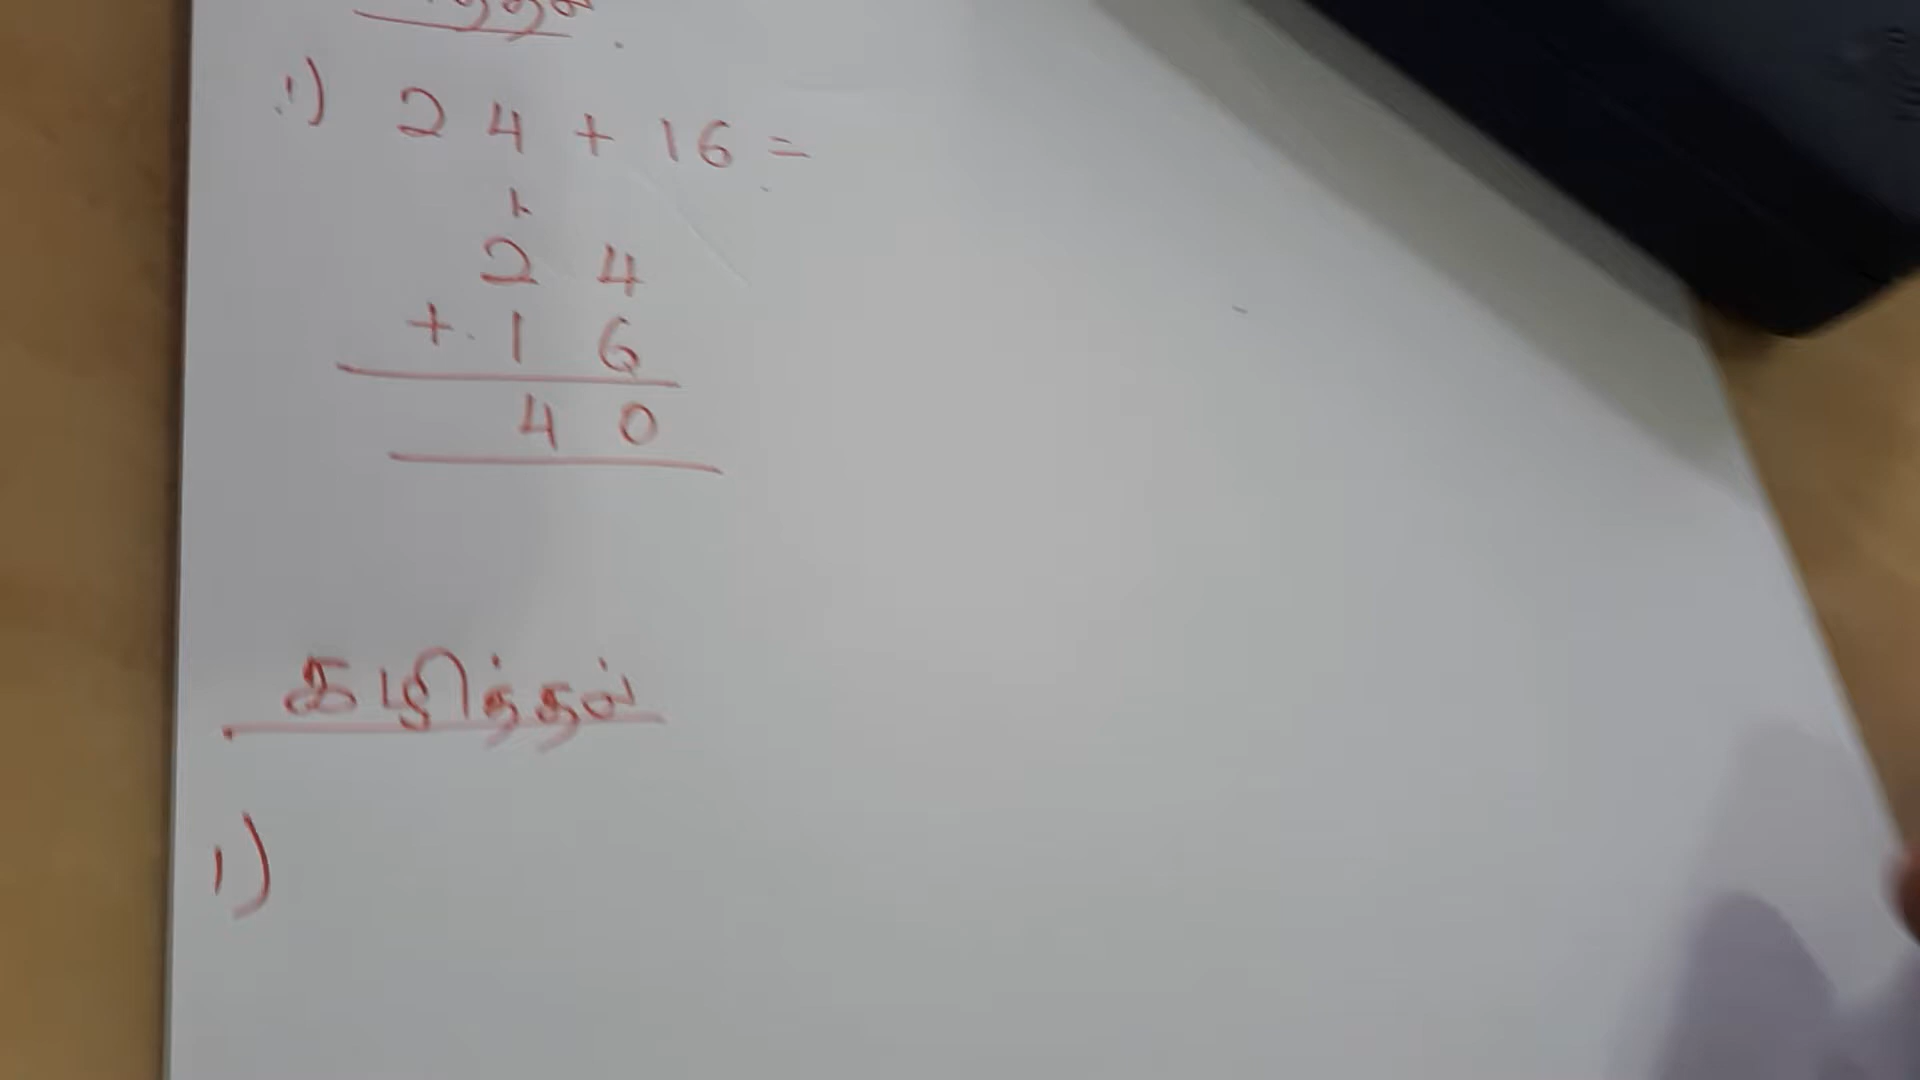 1) 24 + 16 =
1
24
+ 16
40
கழித்தல்
1)